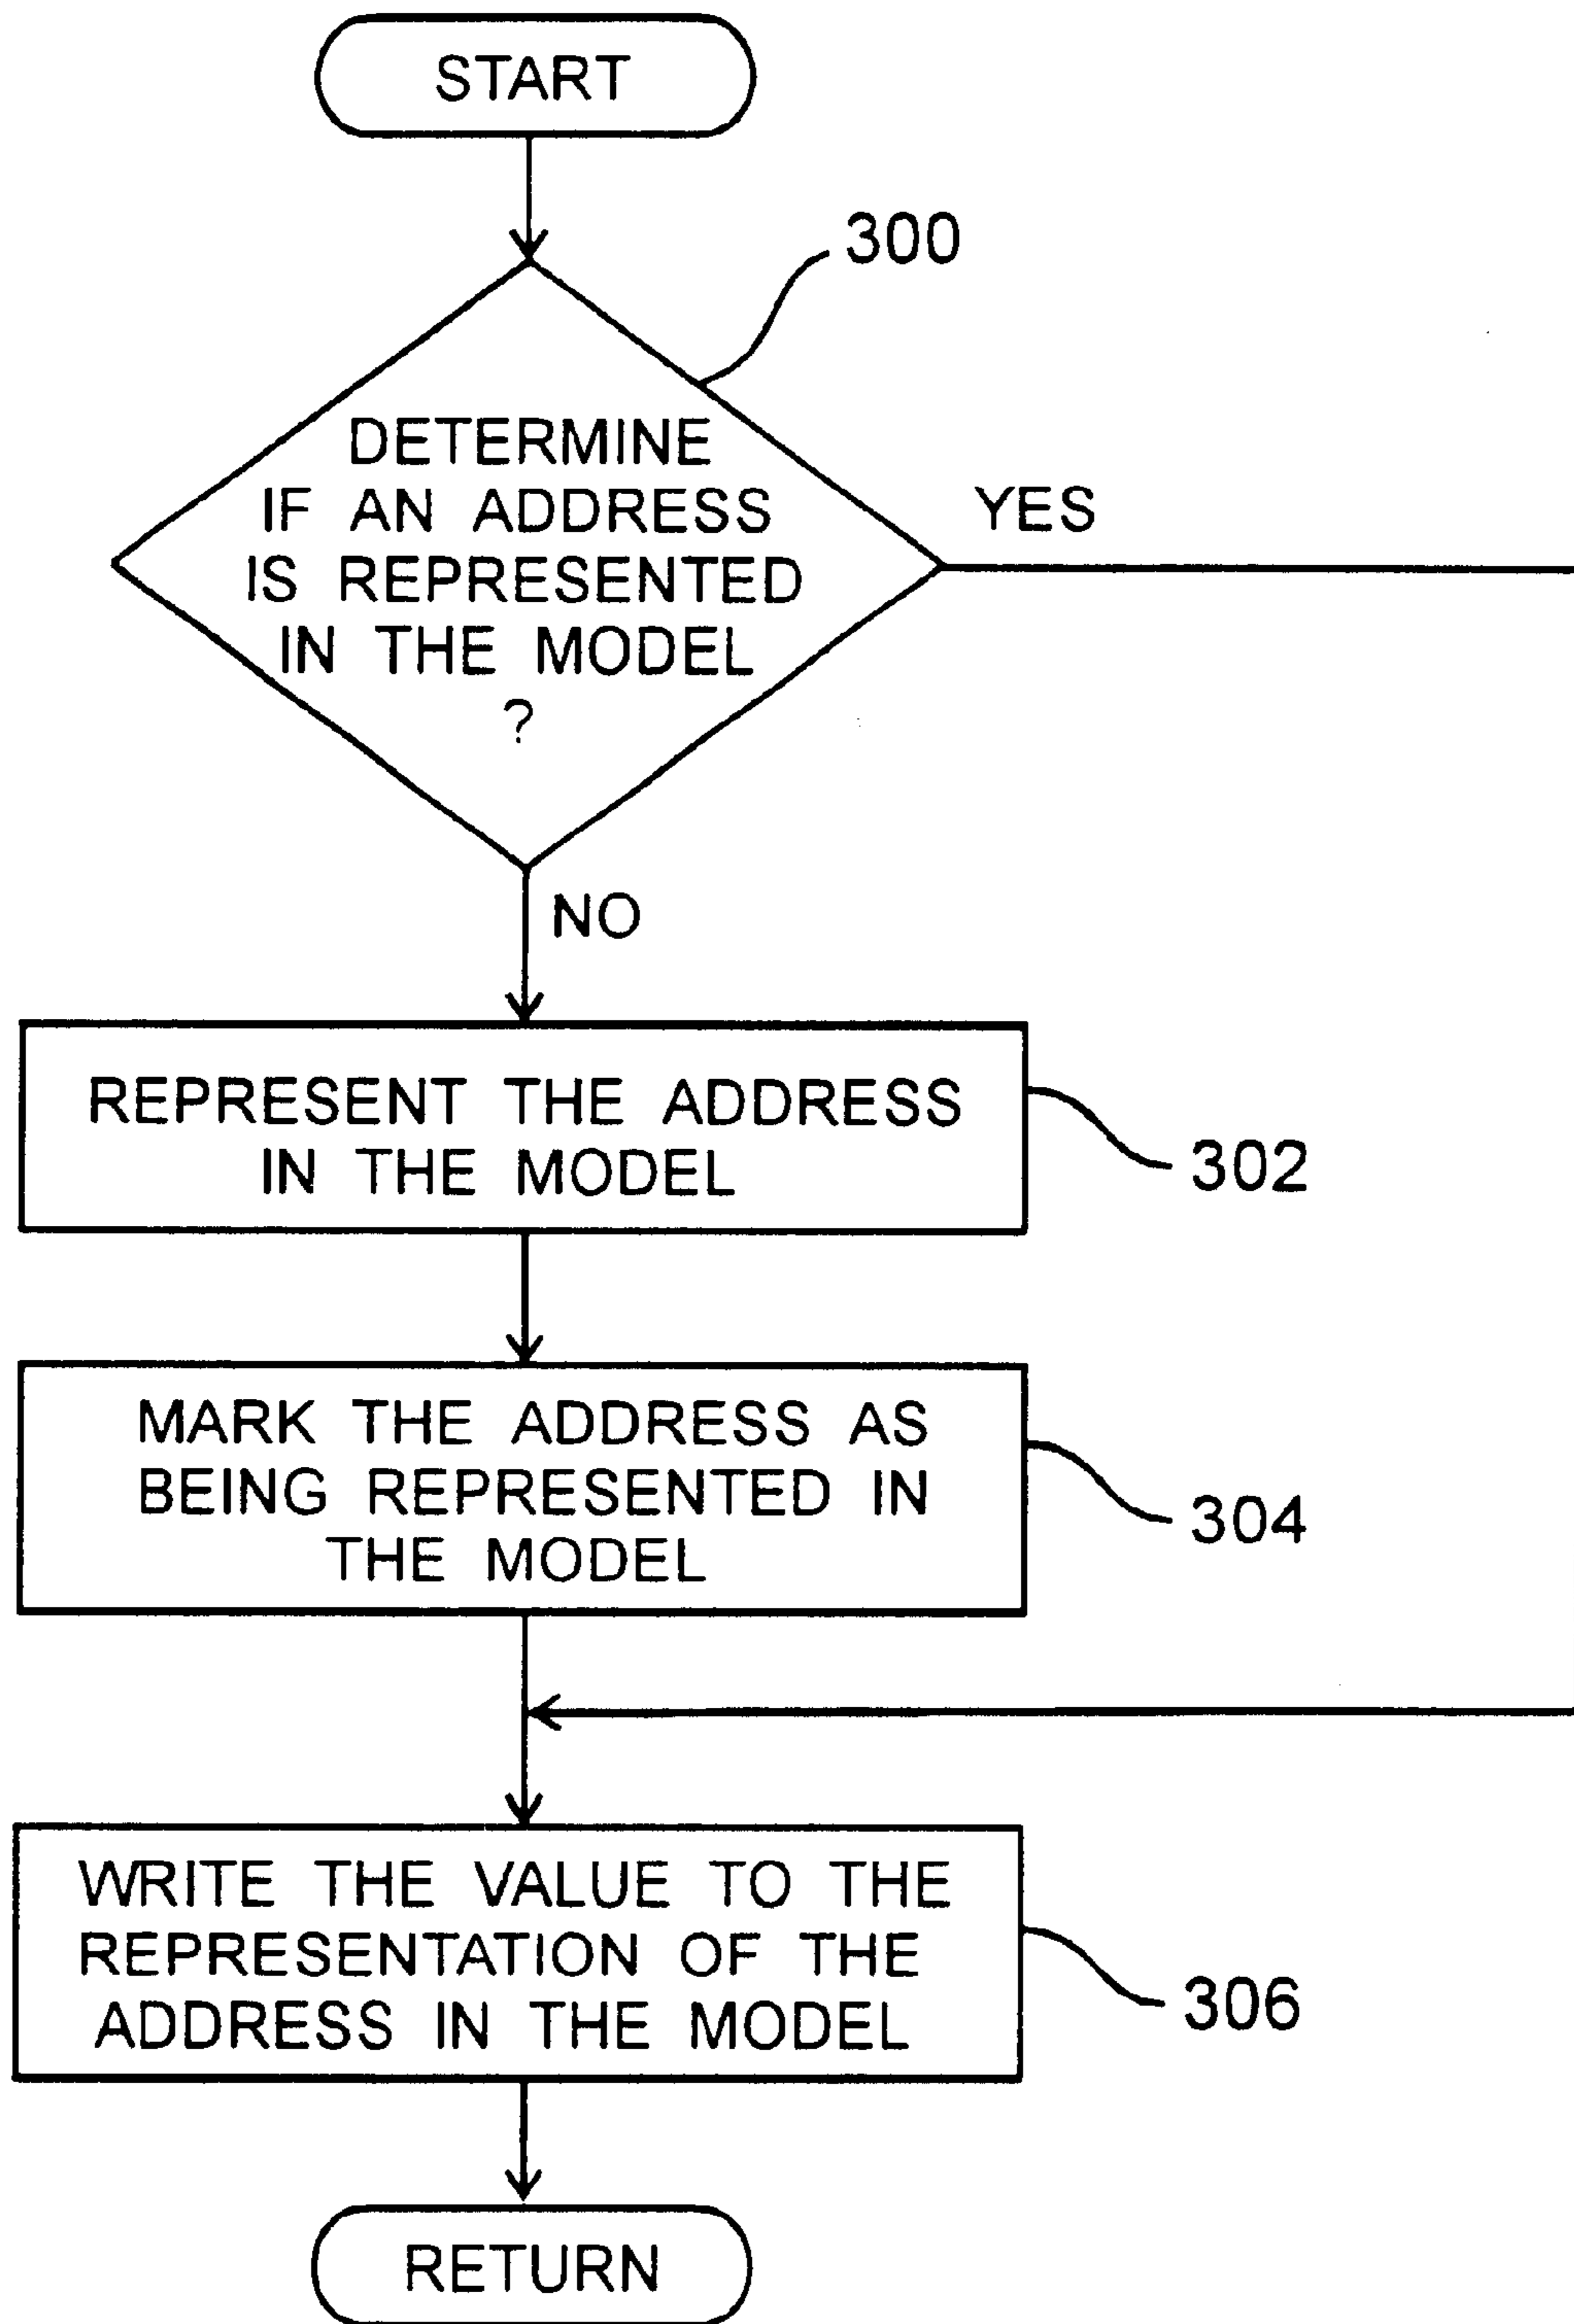 START
300
DETERMINE
IF AN ADDRESS
IS REPRESENTED
IN THE MODEL
?
YES
NO
REPRESENT THE ADDRESS
IN THE MODEL
302
MARK THE ADDRESS AS
BEING REPRESENTED IN
THE MODEL
304
WRITE THE VALUE TO THE
REPRESENTATION OF THE
ADDRESS IN THE MODEL
306
RETURN